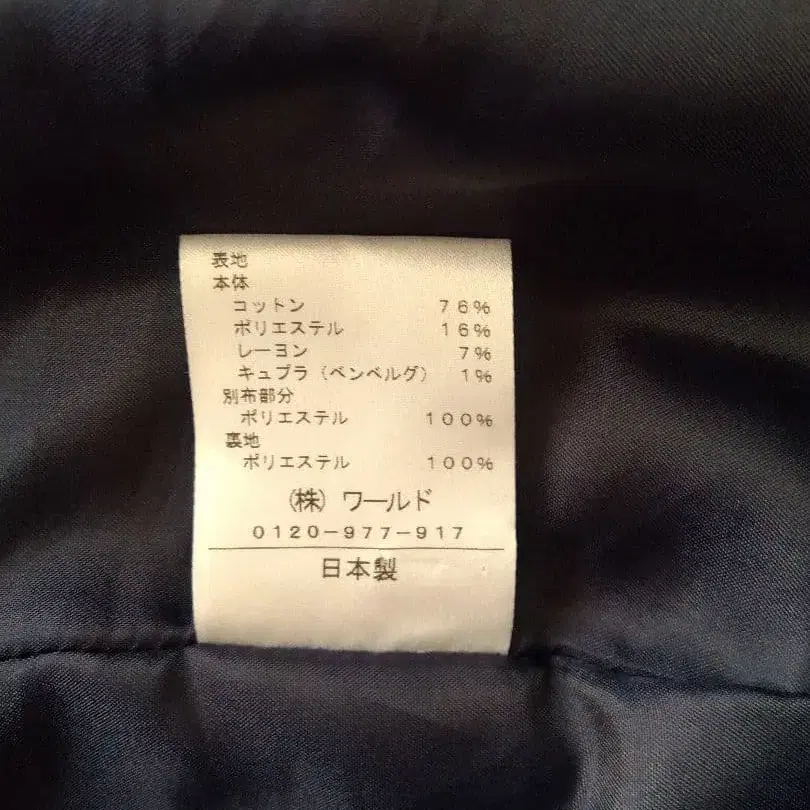 表地
本体
コットン 76%
ポリエステル 16%
レーヨン 7%
キュプラ（ベンベルグ） 1%
別布部分
ポリエステル 100%
裏地
ポリエステル 100%
(株) ワールド
0120-977-917
日本製